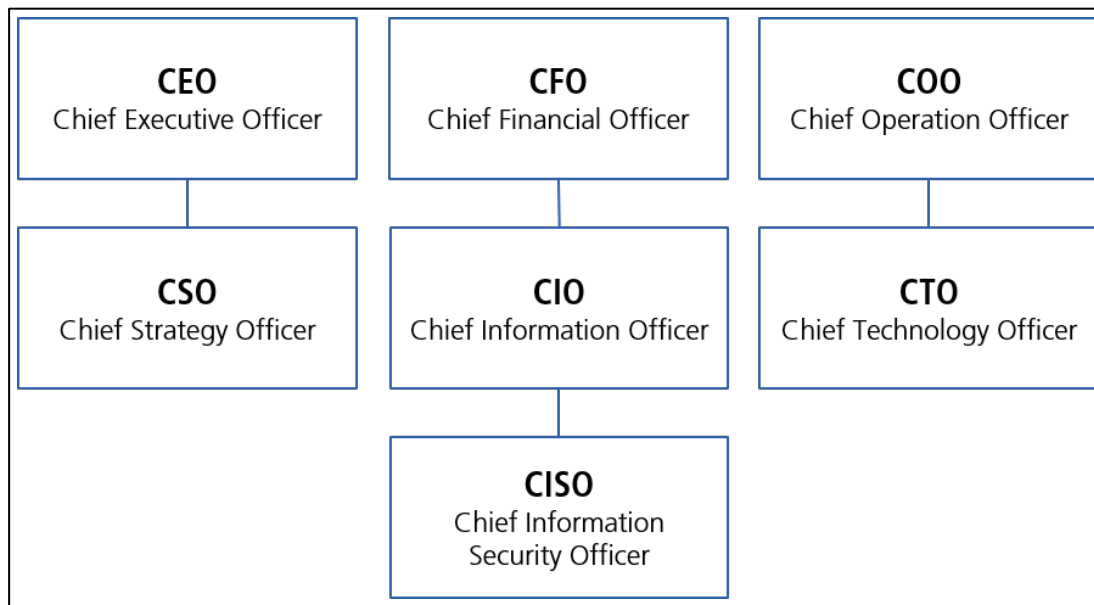 CEO
Chief Executive Officer
CFO
Chief Financial Officer
COO
Chief Operation Officer
CSO
Chief Strategy Officer
CIO
Chief Information Officer
CTO
Chief Technology Officer
CISO
Chief Information
Security Officer